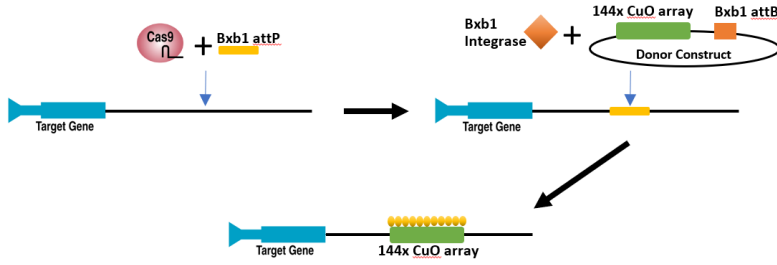 Cas9
Bxb1 attP
Target Gene
Bxb1
Integrase
144x CuO array
Bxb1 attB
Donor Construct
Target Gene
Target Gene
144x CuO array